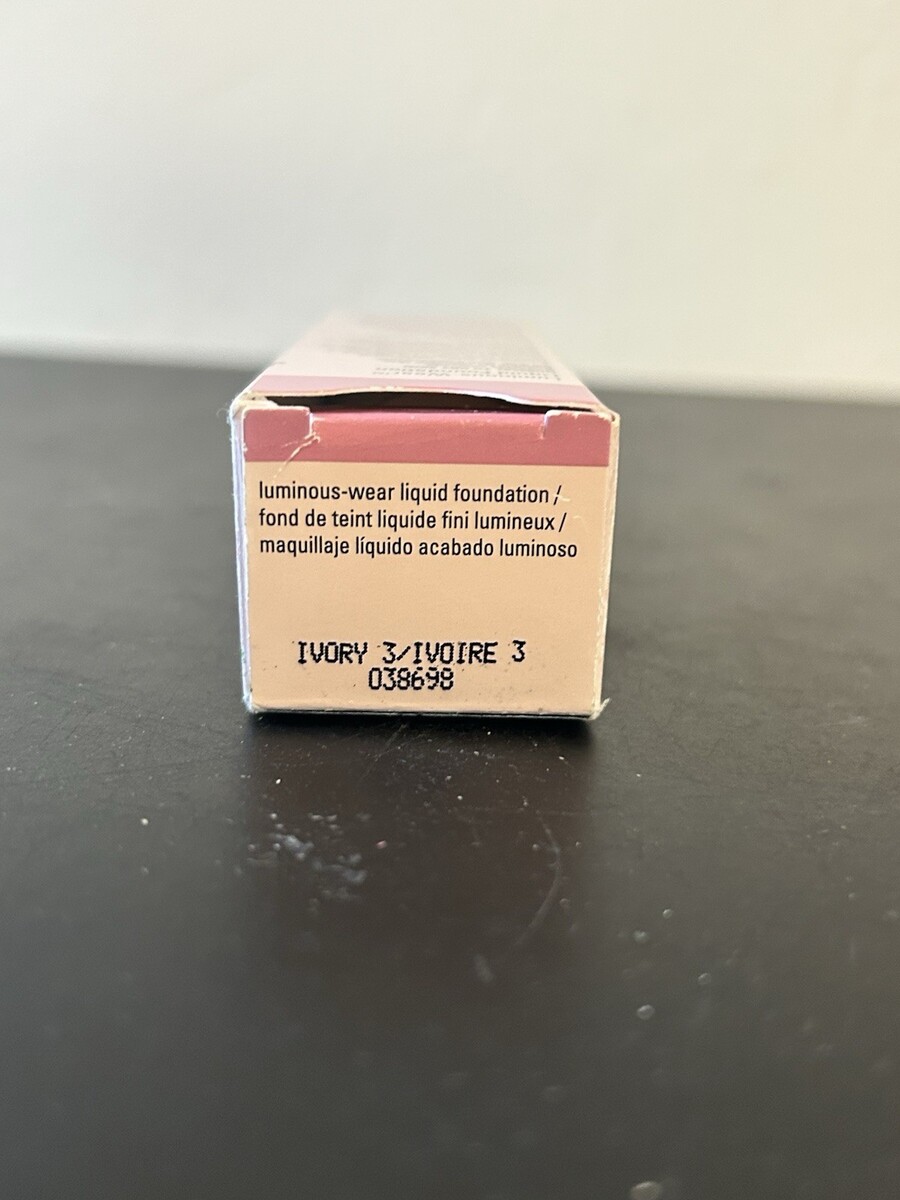 luminous-wear liquid foundation /
fond de teint liquide fini lumineux /
maquillaje líquido acabado luminoso
IVORY 3/IVOIRE 3
038698